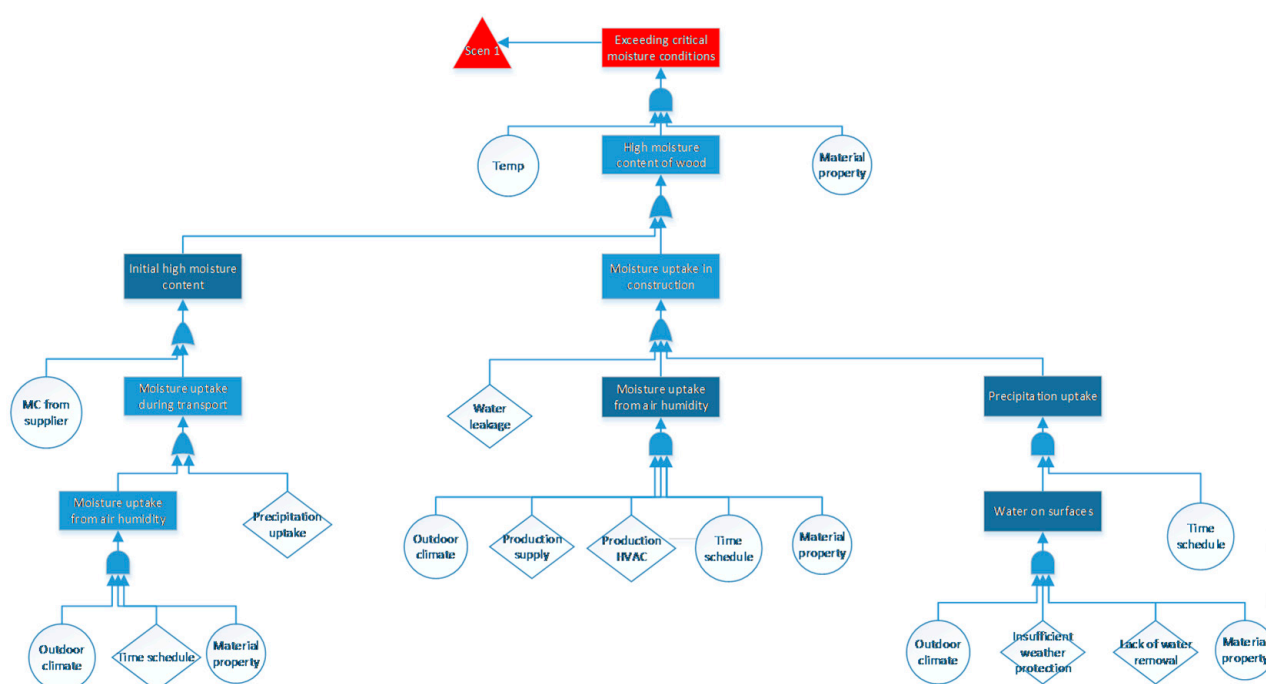 Scen 1
Exceeding critical
moisture conditions
Temp
High moisture
content of wood
Material
property
Initial high moisture
content
Moisture uptake in
construction
MC from
supplier
Moisture uptake
during transport
Water
leakage
Moisture uptake
from air humidity
Precipitation uptake
Moisture uptake
from air humidity
Precipitation
uptake
Outdoor
climate
Production
supply
Production
HVAC
Time
schedule
Material
property
Water on surfaces
Time
schedule
Outdoor
climate
Time schedule
Material
property
Outdoor
climate
Insufficient
weather
protection
Lack of water
removal
Material
property